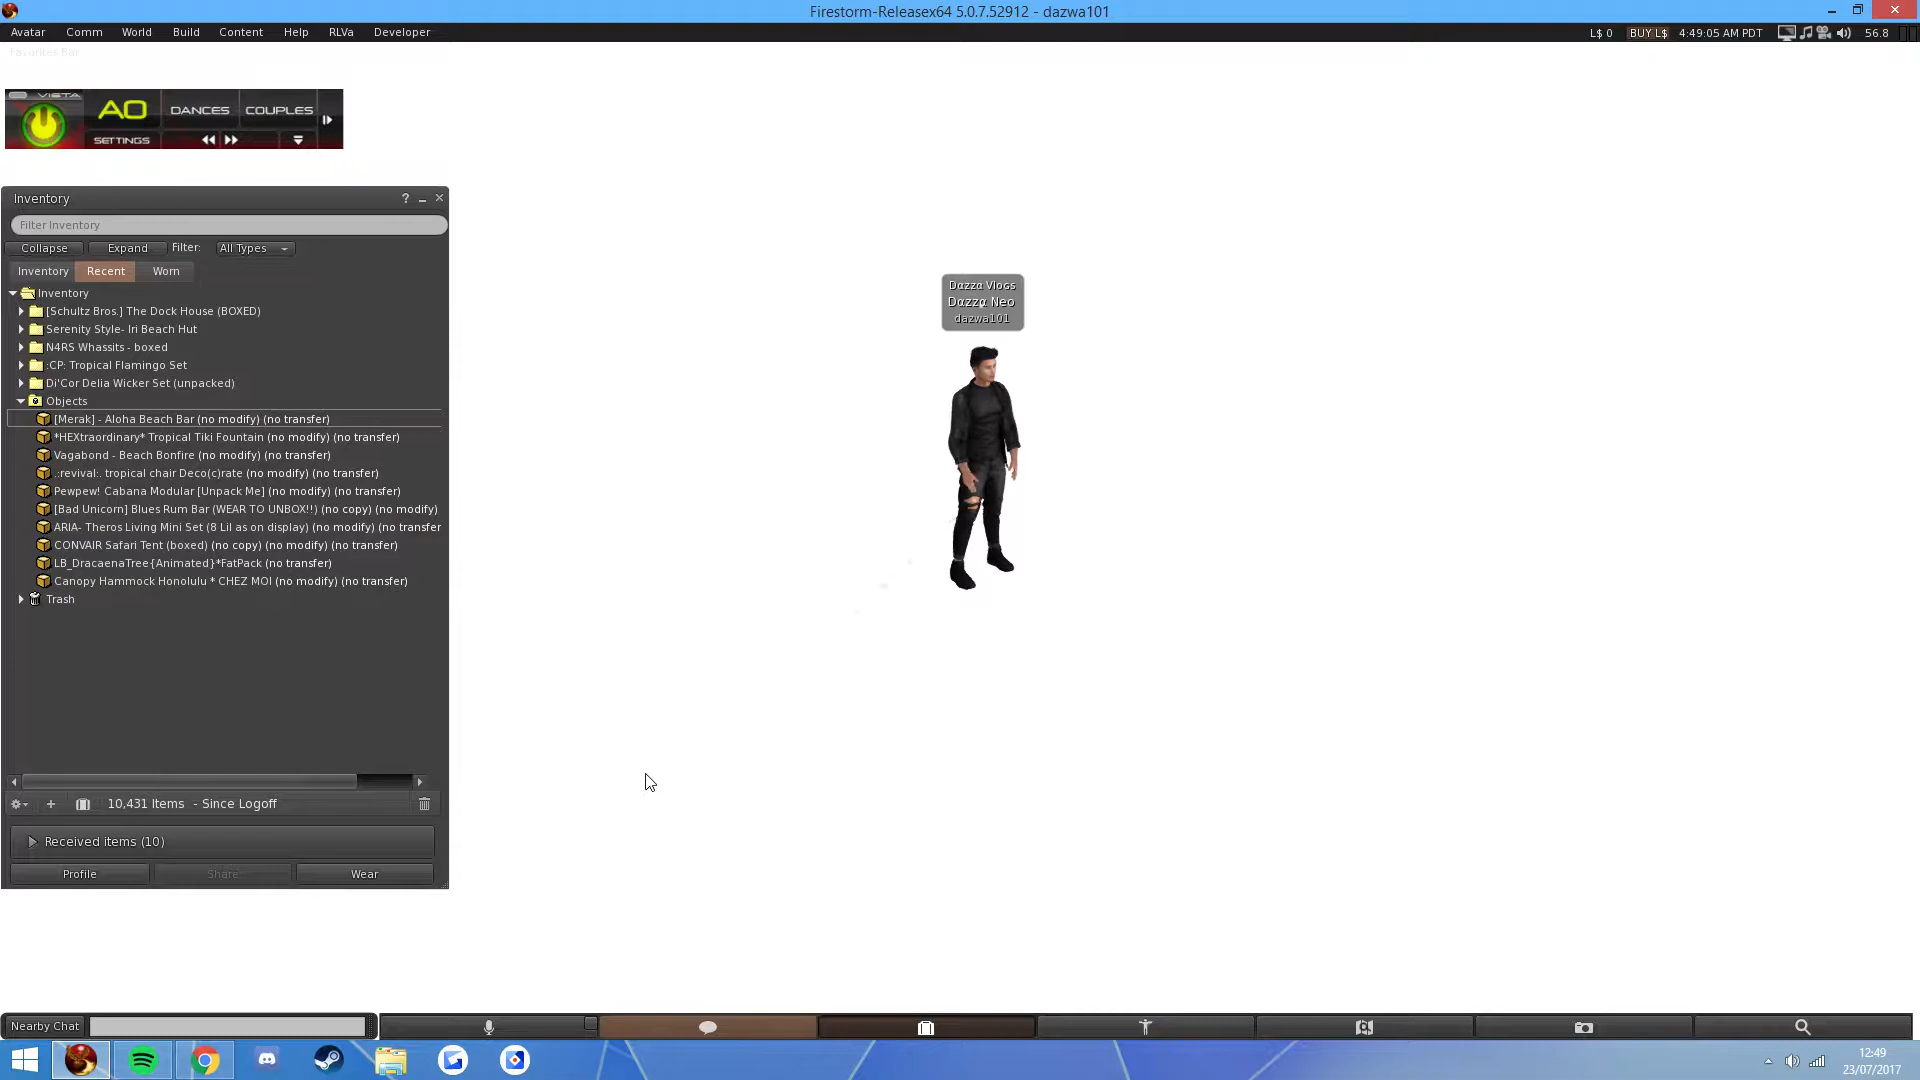 Firestorm-Releasex64 5.0.7.52912 - dazwa101
Avatar Comm World Build Content Help RLVa Developer
L$ 0 BUY L$ 4:49:05 AM PDT 56.8
Favorites Bar
VISTA
AO DANCES COUPLES
SETTINGS
Inventory ?
Filter Inventory
Collapse Expand Filter: All Types
Inventory Recent Worn
Inventory
[Schultz Bros.] The Dock House (BOXED)
Serenity Style- Iri Beach Hut
N4RS Whassits - boxed
:CP: Tropical Flamingo Set
Di'Cor Delia Wicker Set (unpacked)
Objects
[Merak] - Aloha Beach Bar (no modify) (no transfer)
*HEXtraordinary* Tropical Tiki Fountain (no modify) (no transfer)
Vagabond - Beach Bonfire (no modify) (no transfer)
.:revival:. tropical chair Deco(c)rate (no modify) (no transfer)
Pewpew! Cabana Modular [Unpack Me] (no modify) (no transfer)
[Bad Unicorn] Blues Rum Bar (WEAR TO UNBOX!!) (no copy) (no modify)
ARIA- Theros Living Mini Set (8 Lil as on display) (no modify) (no transfer
CONVAIR Safari Tent (boxed) (no copy) (no modify) (no transfer)
LB_DracaenaTree{Animated}*FatPack (no transfer)
Canopy Hammock Honolulu * CHEZ MOI (no modify) (no transfer)
Trash
10,431 Items - Since Logoff
Received items (10)
Profile Share Wear
Dαzzα Vlogs
Dαzzα Neo
dazwa101
Nearby Chat
12:49
23/07/2017